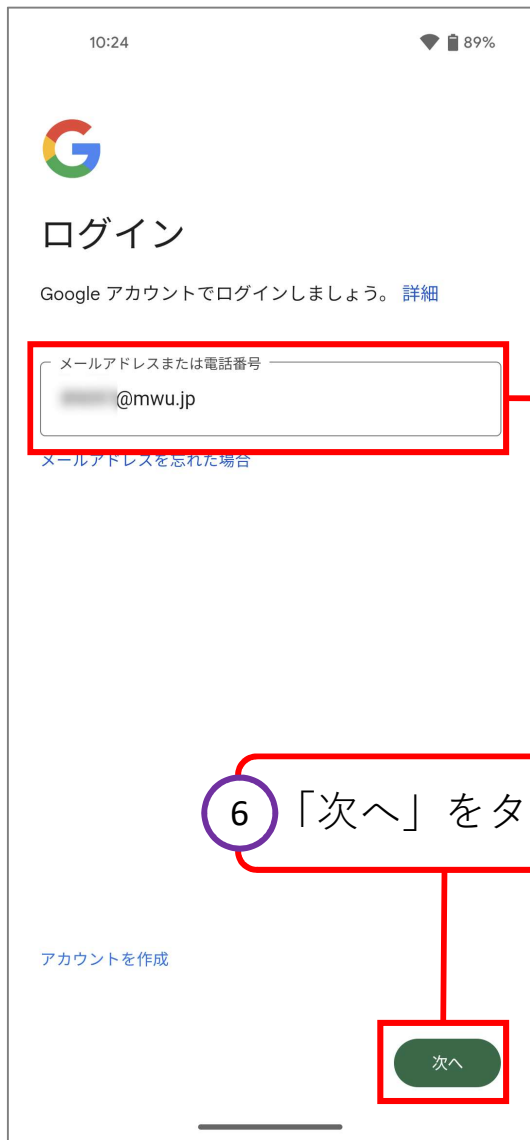 10:24 89%
ログイン
Google アカウントでログインしましょう。 詳細
メールアドレスまたは電話番号
@mwu.jp
メールアドレスを忘れた場合
6 「次へ」をタ
アカウントを作成
次へ